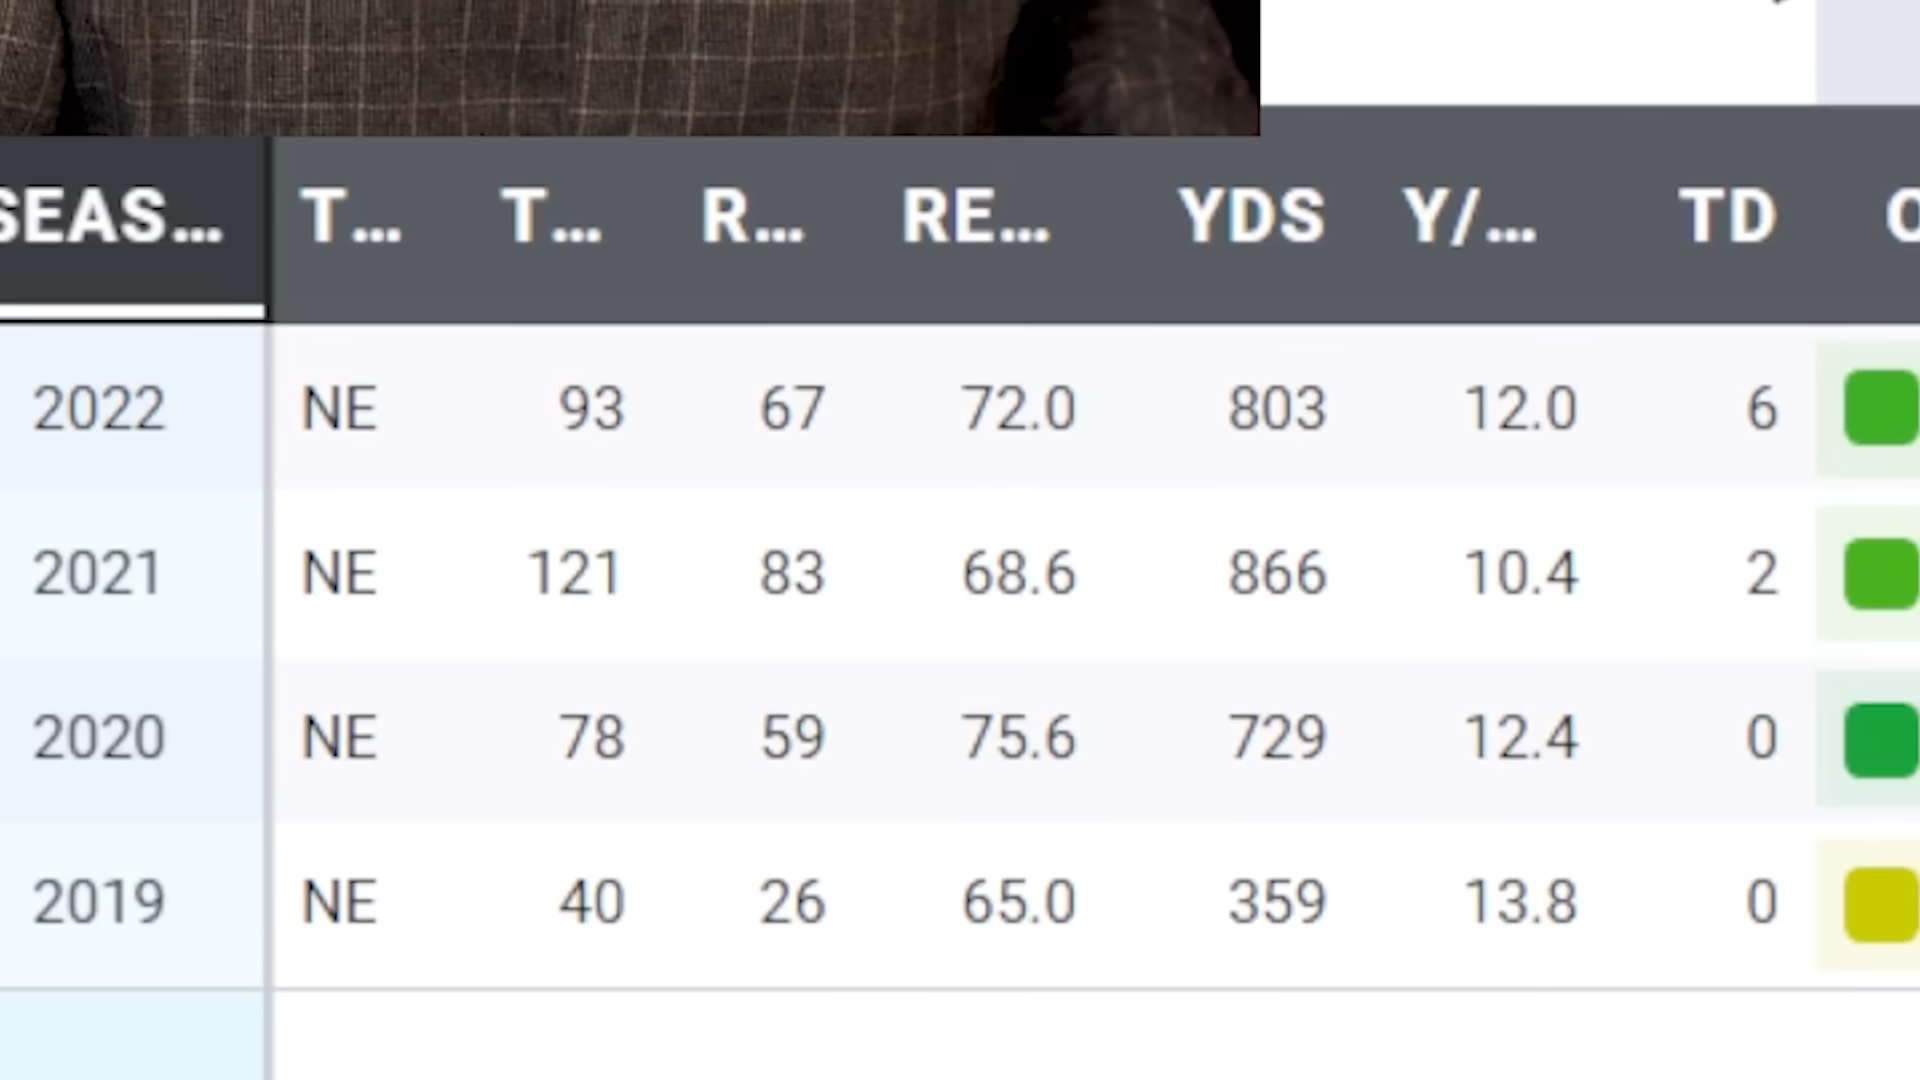 SEAS... T... T... R... RE... YDS Y/... TD
2022 NE 93 67 72.0 803 12.0 6
2021 NE 121 83 68.6 866 10.4 2
2020 NE 78 59 75.6 729 12.4 0
2019 NE 40 26 65.0 359 13.8 0